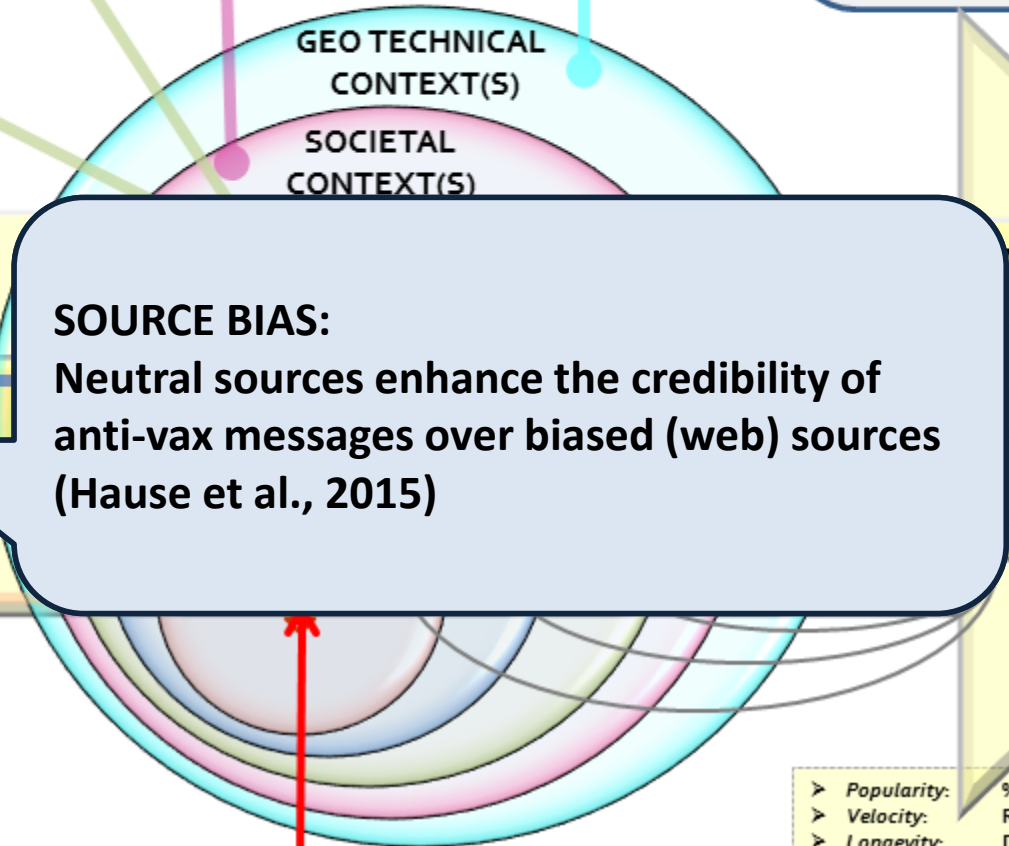 GEO TECHNICAL
CONTEXT(S)
SOCIETAL
CONTEXT(S)
SOURCE BIAS:
Neutral sources enhance the credibility of
anti-vax messages over biased (web) sources
(Hause et al., 2015)
➤ Popularity: %
➤ Velocity:
➤ Longevity: